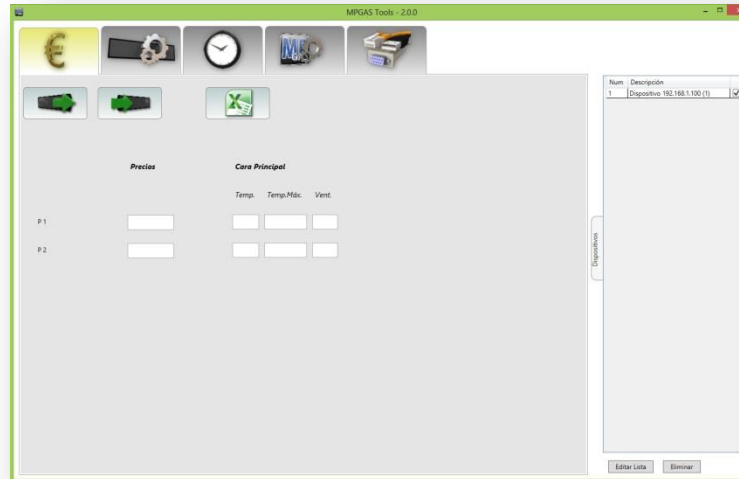 MPGAS Tools - 2.0.0
Num Descripción
1 Dispositivo 192.168.1.100 (1)
Precios Cara Principal
Temp. Temp.Máx. Vent.
P 1
P 2
Dispositivos
Editar Lista Eliminar